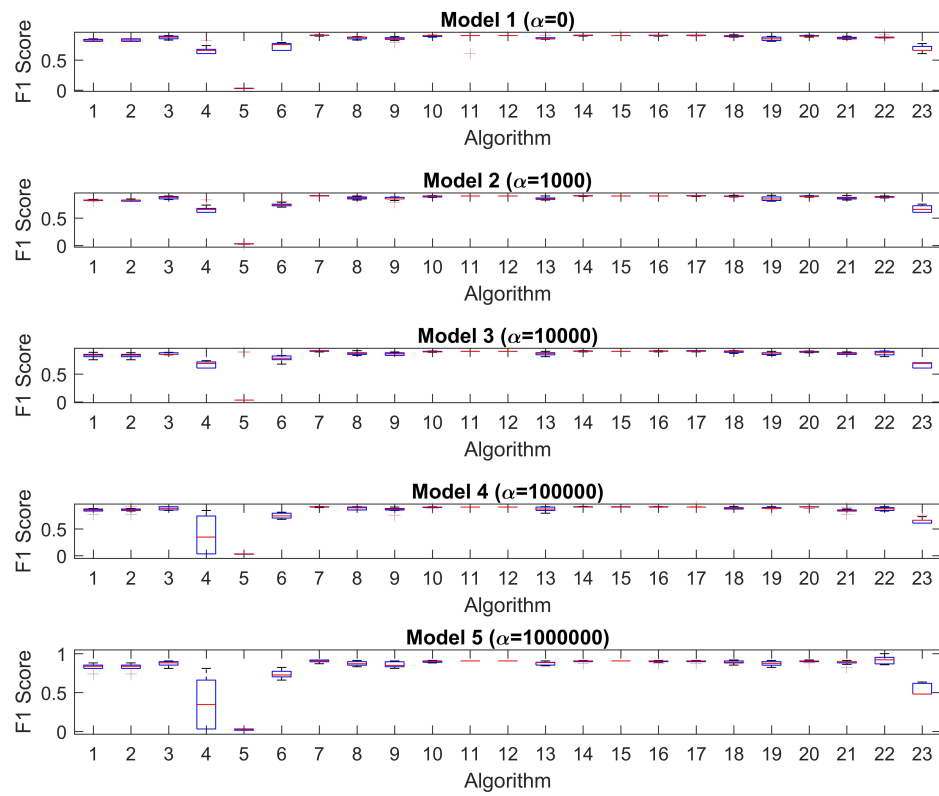 Model 1 (α=0)
F1 Score
0.5
0
1 2 3 4 5 6 7 8 9 10 11 12 13 14 15 16 17 18 19 20 21 22 23
Algorithm
Model 2 (α=1000)
F1 Score
0.5
0
1 2 3 4 5 6 7 8 9 10 11 12 13 14 15 16 17 18 19 20 21 22 23
Algorithm
Model 3 (α=10000)
F1 Score
0.5
0
1 2 3 4 5 6 7 8 9 10 11 12 13 14 15 16 17 18 19 20 21 22 23
Algorithm
Model 4 (α=100000)
F1 Score
0.5
0
1 2 3 4 5 6 7 8 9 10 11 12 13 14 15 16 17 18 19 20 21 22 23
Algorithm
Model 5 (α=1000000)
F1 Score
1
0.5
0
1 2 3 4 5 6 7 8 9 10 11 12 13 14 15 16 17 18 19 20 21 22 23
Algorithm